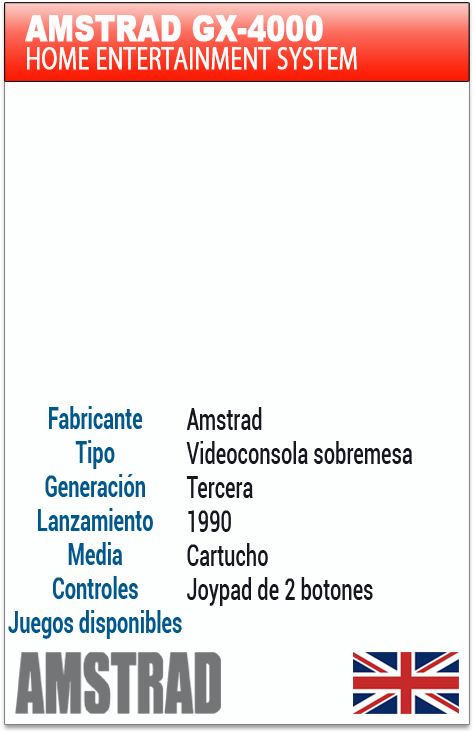 AMSTRAD GX-4000
HOME ENTERTAINMENT SYSTEM
Fabricante Amstrad
Tipo Videoconsola sobremesa
Generación Tercera
Lanzamiento 1990
Media Cartucho
Controles Joypad de 2 botones
Juegos disponibles
AMSTRAD